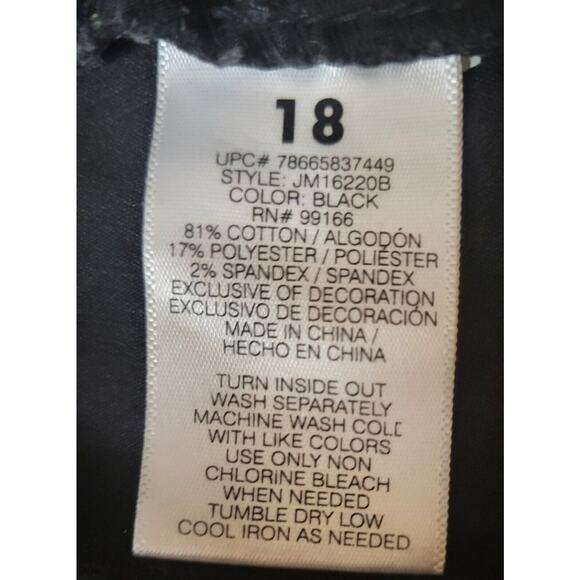 18
UPC# 78665837449
STYLE: JM16220B
COLOR: BLACK
RN# 99166
81% COTTON / ALGODÓN
17% POLYESTER / POLIÉSTER
2% SPANDEX / SPANDEX
EXCLUSIVE OF DECORATION
EXCLUSIVO DE DECORACIÓN
MADE IN CHINA /
HECHO EN CHINA
TURN INSIDE OUT
WASH SEPARATELY
MACHINE WASH COLD
WITH LIKE COLORS
USE ONLY NON
CHLORINE BLEACH
WHEN NEEDED
TUMBLE DRY LOW
COOL IRON AS NEEDED